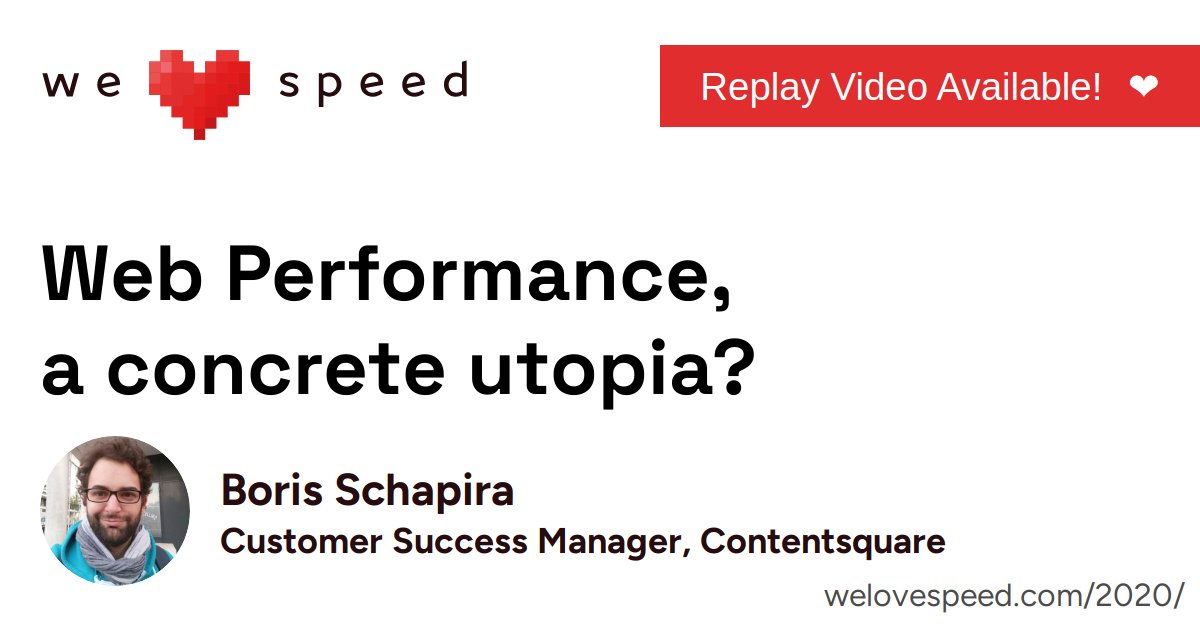 we speed
Replay Video Available! ❤
Web Performance,
a concrete utopia?
Boris Schapira
Customer Success Manager, Contentsquare
welovespeed.com/2020/